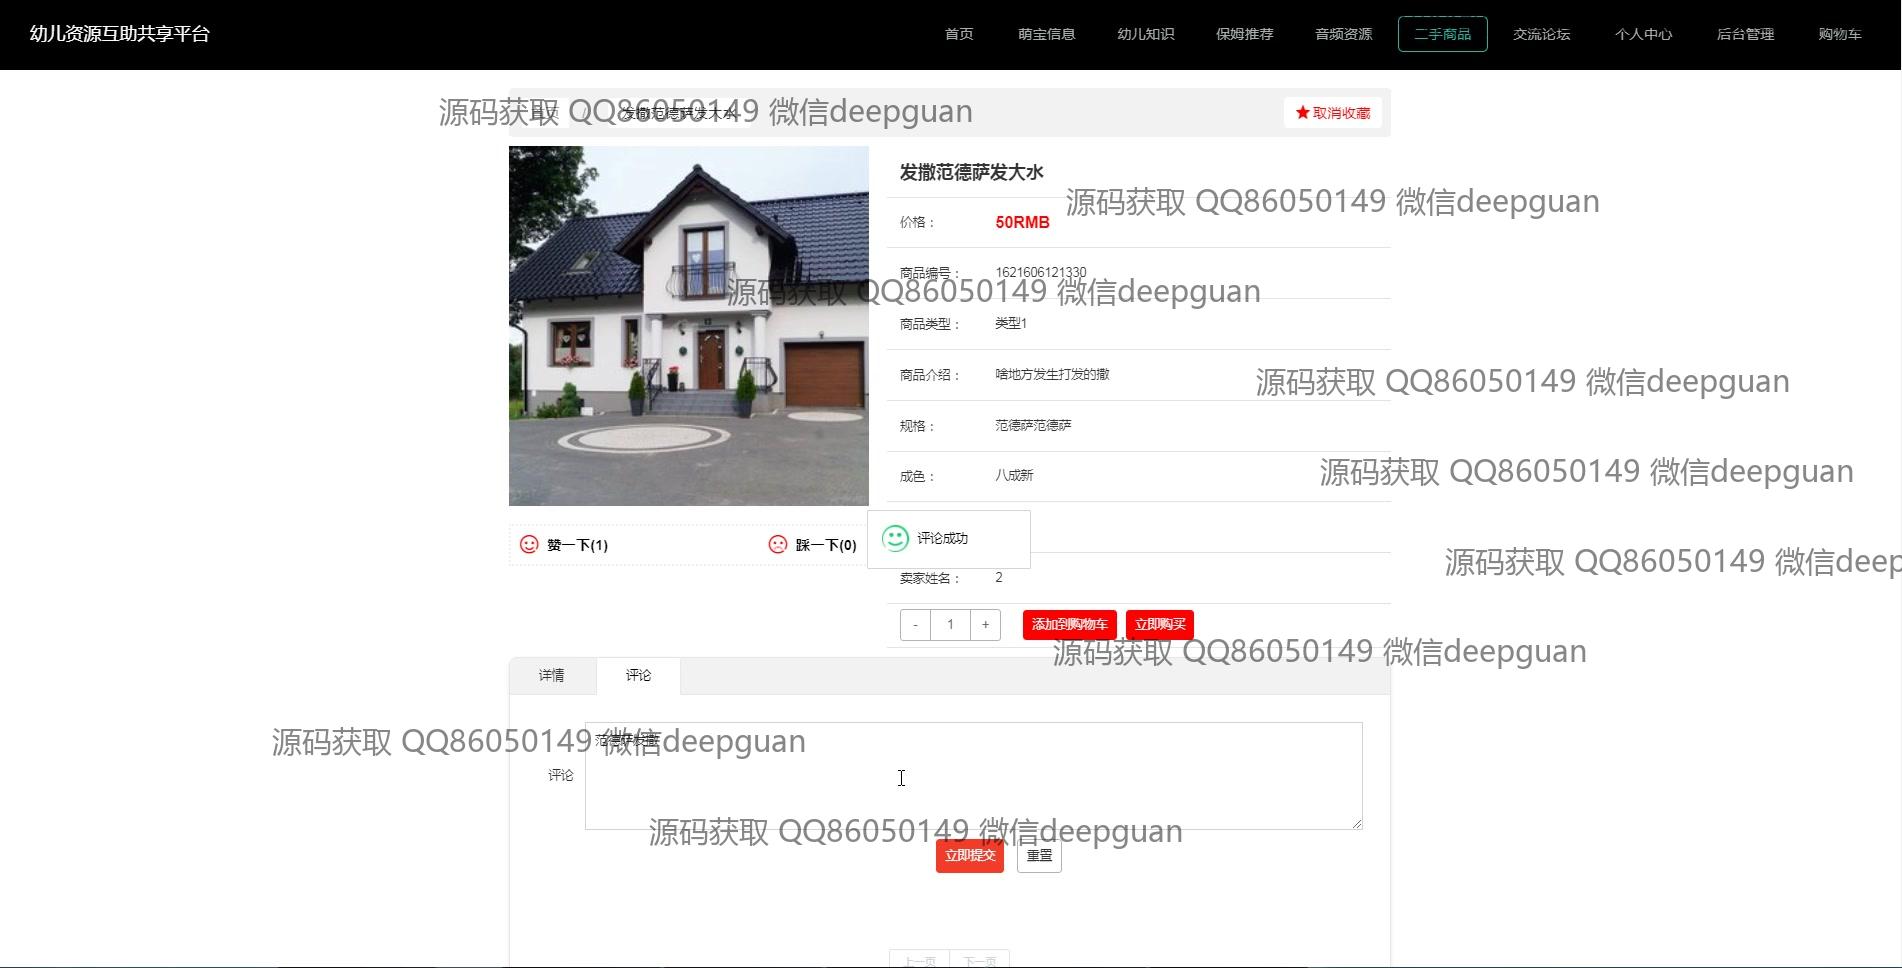 幼儿资源互助共享平台
首页 萌宝信息 幼儿知识 保姆推荐 音频资源 二手商品 交流论坛 个人中心 后台管理 购物车
源码获取 QQ86050149 微信deepguan
首页 / 发撒范德萨发大水
★取消收藏
发撒范德萨发大水
源码获取 QQ86050149 微信deepguan
价格： 50RMB
商品编号： 1621606121330
源码获取 QQ86050149 微信deepguan
商品类型： 类型1
商品介绍： 啥地方发生打发的撒
源码获取 QQ86050149 微信deepguan
规格： 范德萨范德萨
成色： 八成新
源码获取 QQ86050149 微信deepguan
赞一下(1) 踩一下(0)
评论成功
源码获取 QQ86050149 微信deep
卖家姓名： 2
- 1 + 添加到购物车 立即购买
源码获取 QQ86050149 微信deepguan
详情 评论
源码获取 QQ86050149 微信deepguan
范德萨发撒
评论
源码获取 QQ86050149 微信deepguan
立即提交 重置
上一页 下一页